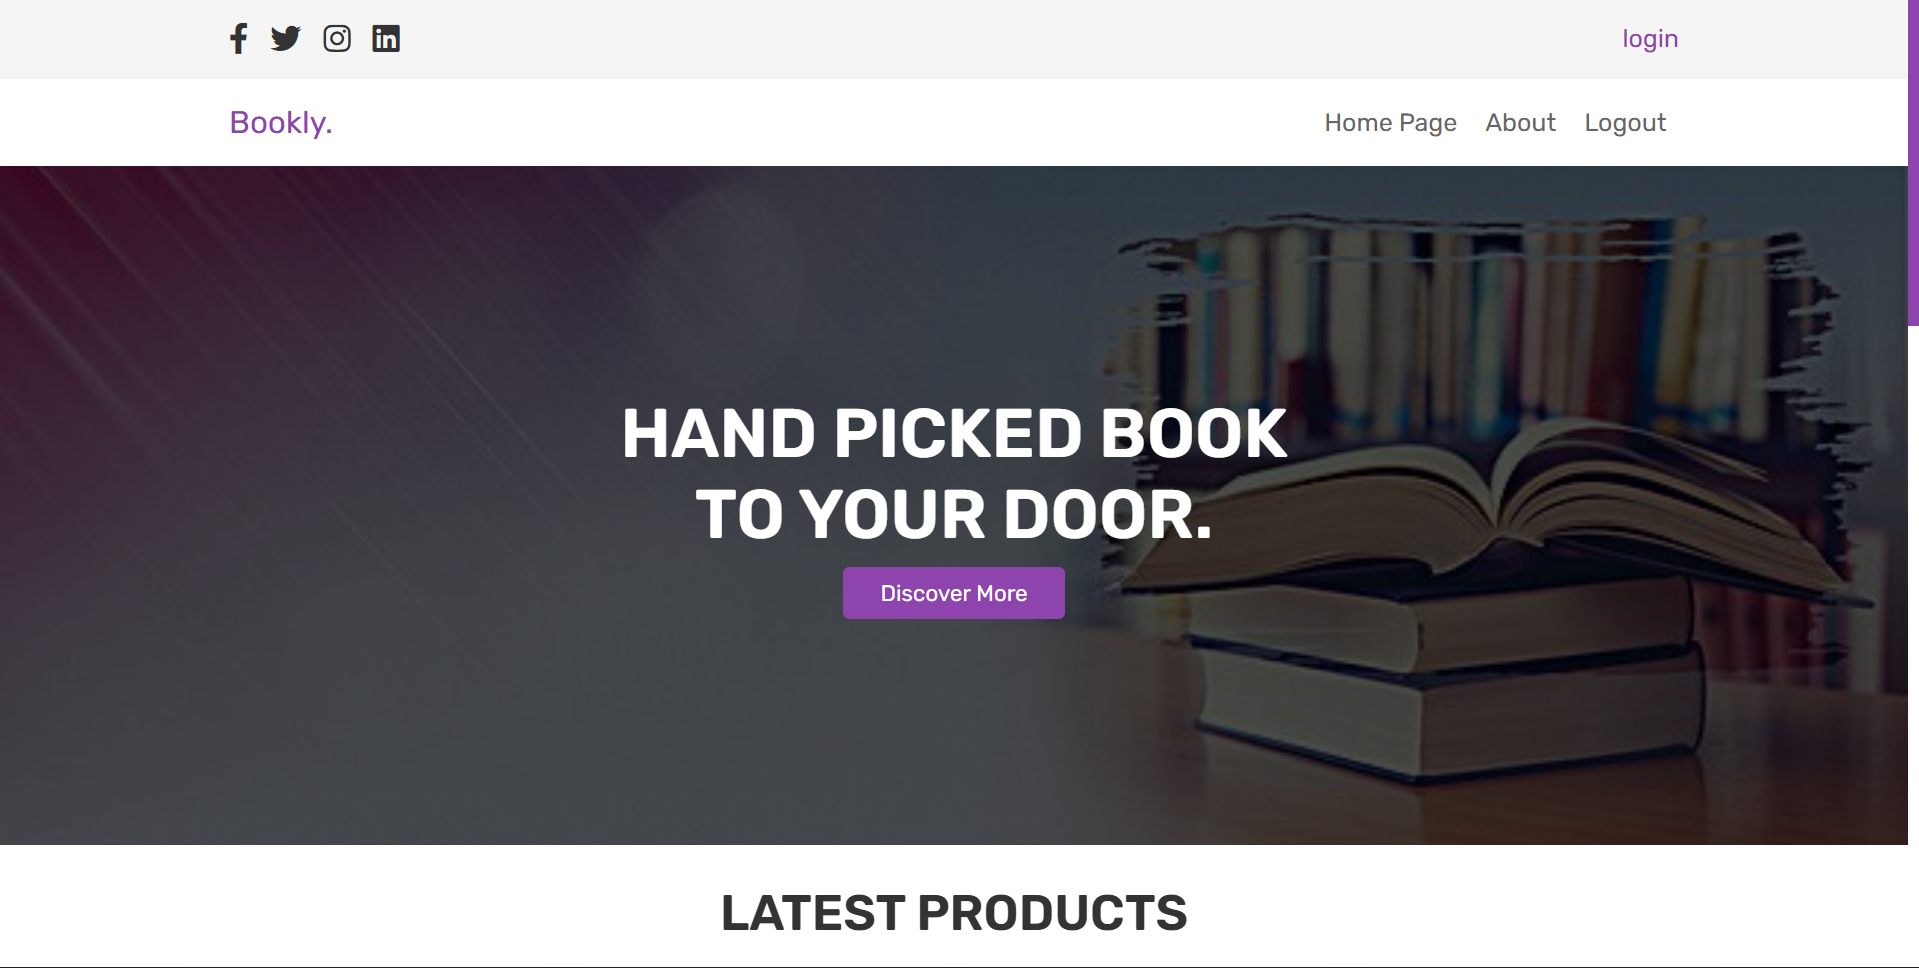 login
Bookly.
Home Page About Logout
HAND PICKED BOOK
TO YOUR DOOR.
Discover More
LATEST PRODUCTS